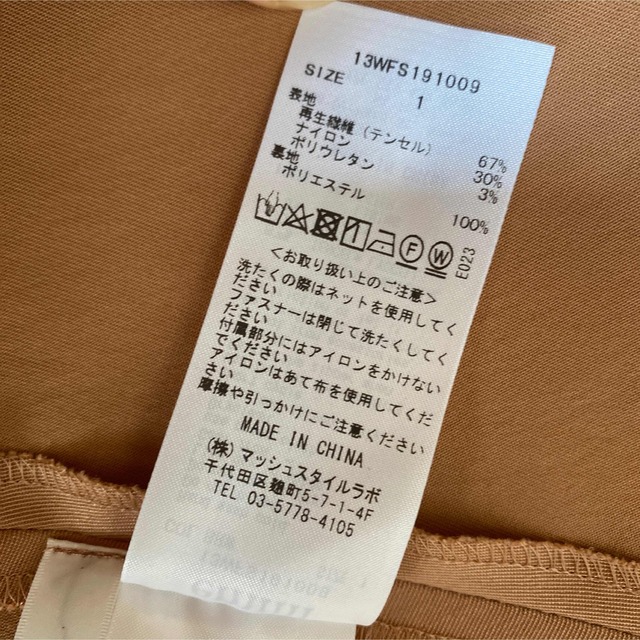 13WFS191009
SIZE 1
表地
再生繊維(テンセル) 67%
ナイロン 30%
ポリウレタン 3%
裏地
ポリエステル 100%
F W
E023
<お取り扱い上のご注意>
洗たくの際はネットを使用してく
ださい
ファスナーは閉じて洗たくしてく
ださい
付属部分にはアイロンをかけない
でください
アイロンはあて布を使用してくだ
さい
摩擦や引っかけにご注意ください
MADE IN CHINA
(株)マッシュスタイルラボ
千代田区麹町5-7-1-4F
TEL 03-5778-4105